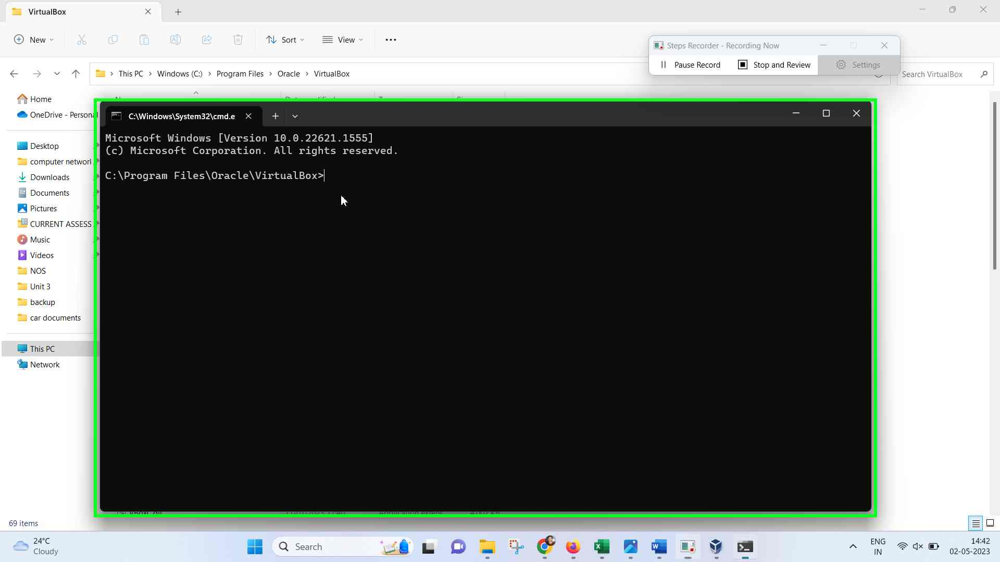 VirtualBox
New
Sort
View
Steps Recorder - Recording Now
Pause Record
Stop and Review
Settings
This PC
Windows (C:)
Program Files
Oracle
VirtualBox
Search VirtualBox
Home
OneDrive - Persona
Desktop
computer networ
Downloads
Documents
Pictures
CURRENT ASSESS
Music
Videos
NOS
Unit 3
backup
car documents
This PC
Network
C:\Windows\System32\cmd.e
Microsoft Windows [Version 10.0.22621.1555]
(c) Microsoft Corporation. All rights reserved.
C:\Program Files\Oracle\VirtualBox>
69 items
24°C
Cloudy
Search
ENG
IN
14:42
02-05-2023